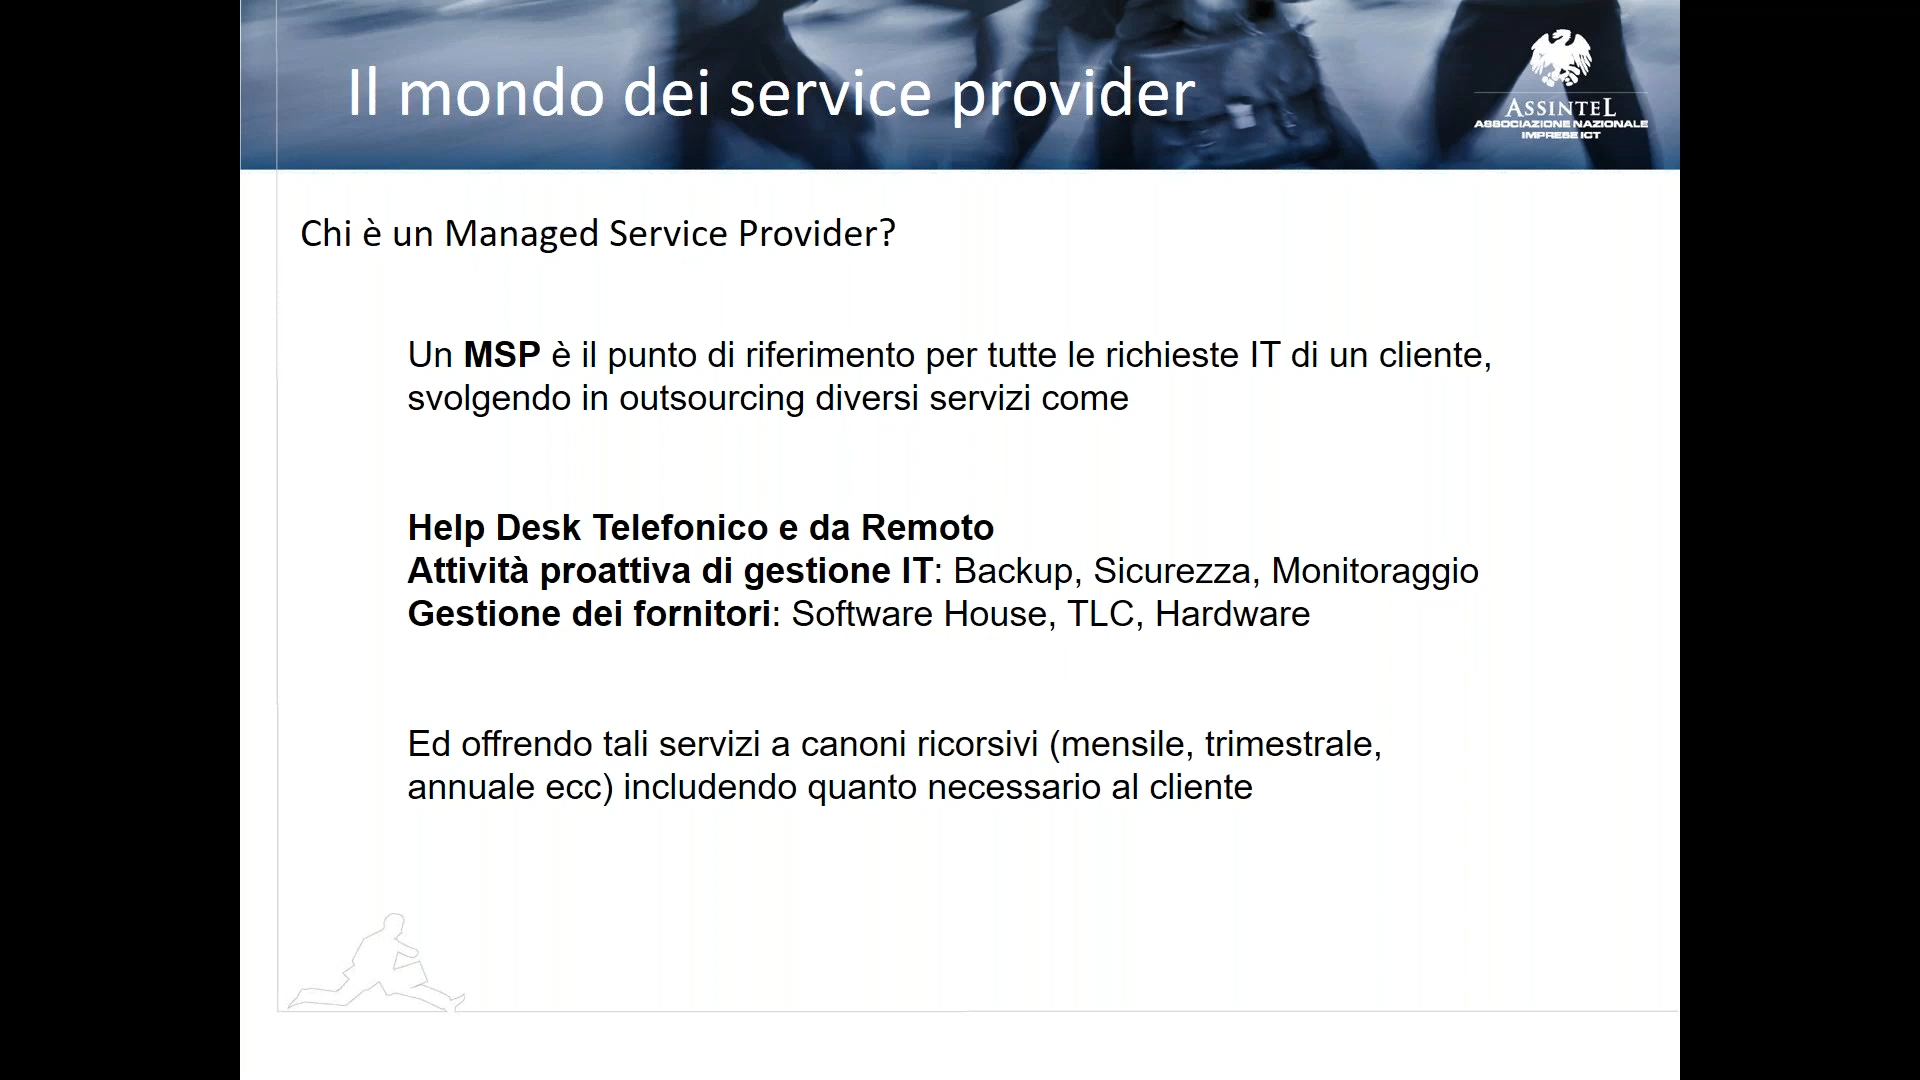 Il mondo dei service provider
ASSINTEL
ASSOCIAZIONE NAZIONALE
IMPRESE ICT
Chi è un Managed Service Provider?
Un MSP è il punto di riferimento per tutte le richieste IT di un cliente,
svolgendo in outsourcing diversi servizi come
Help Desk Telefonico e da Remoto
Attività proattiva di gestione IT: Backup, Sicurezza, Monitoraggio
Gestione dei fornitori: Software House, TLC, Hardware
Ed offrendo tali servizi a canoni ricorsivi (mensile, trimestrale,
annuale ecc) includendo quanto necessario al cliente